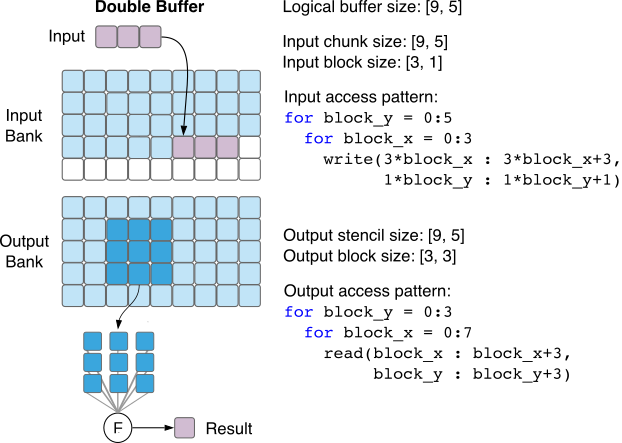 Double Buffer
Input
Input
Bank
Output
Bank
F
Result
Logical buffer size: [9, 5]
Input chunk size: [9, 5]
Input block size: [3, 1]
Input access pattern:
for block_y = 0:5
for block_x = 0:3
write(3*block_x : 3*block_x+3,
1*block_y : 1*block_y+1)
Output stencil size: [9, 5]
Output block size: [3, 3]
Output access pattern:
for block_y = 0:3
for block_x = 0:7
read(block_x : block_x+3,
block_y : block_y+3)